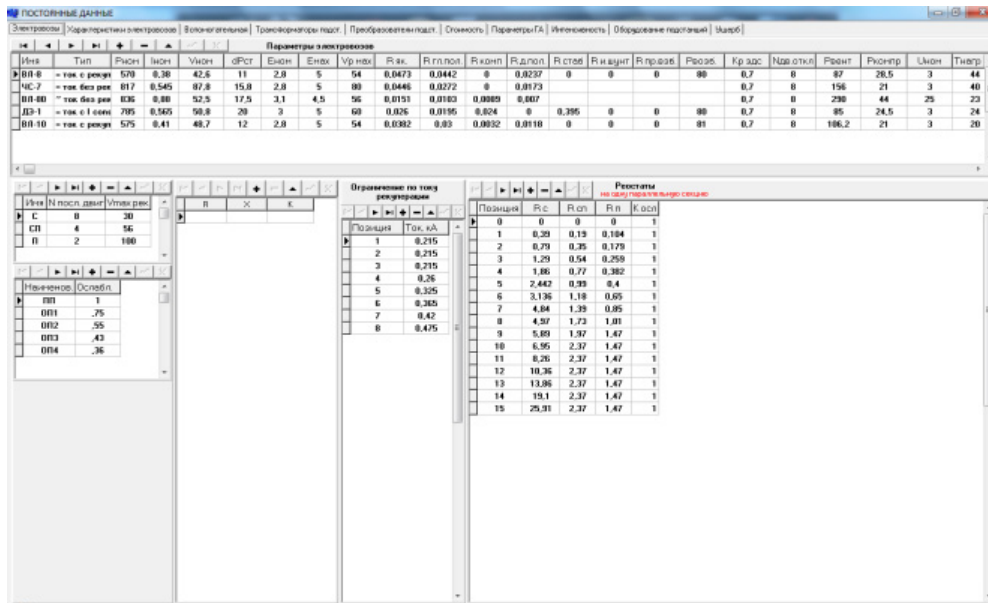 ПОСТОЯННЫЕ ДАННЫЕ
Электровозы Характеристики электровозов Вольтогательная Трансформаторы подст. Преобразователи подст. Стоимость Параметры ГА Интенсивность Оборудование подстанций Ущерб
Параметры электровозов
Имя Тип Рном Iном Vном dРст Eном Eмах Vр мах R як. R гл.пол. R комп R д.пол. R стаб R и.шунт R пр.возб. Р возб. Кр эдс Nдв.откл Рвент Ркомпр Uном Тнагр
ВЛ-8 = ток с рекуп 570 0,38 42,6 11 2,8 5 54 0,0473 0,0442 0 0,0237 0 0 0 80 0,7 8 87 28,5 3 44
ЧС-7 = ток без рек 817 0,545 87,8 15,8 2,8 5 80 0,0446 0,0272 0 0,0173 0,7 8 156 21 3 40
ВЛ-80 ~ ток без рек 836 0,88 52,5 17,5 3,1 4,5 56 0,0151 0,0103 0,0089 0,007 0,7 8 290 44 25 23
ДЭ-1 = ток с I сопс 785 0,565 50,8 20 3 5 60 0,026 0,0195 0,024 0 0,395 0 0 80 0,7 8 85 24,5 3 24
ВЛ-10 = ток с рекуп 575 0,41 48,7 12 2,8 5 54 0,0382 0,03 0,0032 0,0118 0 0 0 81 0,7 8 106,2 21 3 20
Имя N посл. двиг Vmax рек.
С 8 30
СП 4 56
П 2 100
Наименов. Ослабл.
ПП 1
ОП1 .75
ОП2 .55
ОП3 .43
ОП4 .36
П X К
Ограничение по току
рекуперации
Позиция Ток, кА
1 0,215
2 0,215
3 0,215
4 0,26
5 0,325
6 0,365
7 0,42
8 0,475
Реостаты
на одну параллельную секцию
Позиция R с R сп R п К осл
0 0 0 0 1
1 0,39 0,19 0,104 1
2 0,79 0,35 0,179 1
3 1,29 0,54 0,259 1
4 1,86 0,77 0,382 1
5 2,442 0,99 0,4 1
6 3,136 1,18 0,65 1
7 4,04 1,39 0,85 1
8 4,97 1,73 1,01 1
9 5,89 1,97 1,47 1
10 6,95 2,37 1,47 1
11 8,26 2,37 1,47 1
12 10,36 2,37 1,47 1
13 13,86 2,37 1,47 1
14 19,1 2,37 1,47 1
15 25,91 2,37 1,47 1